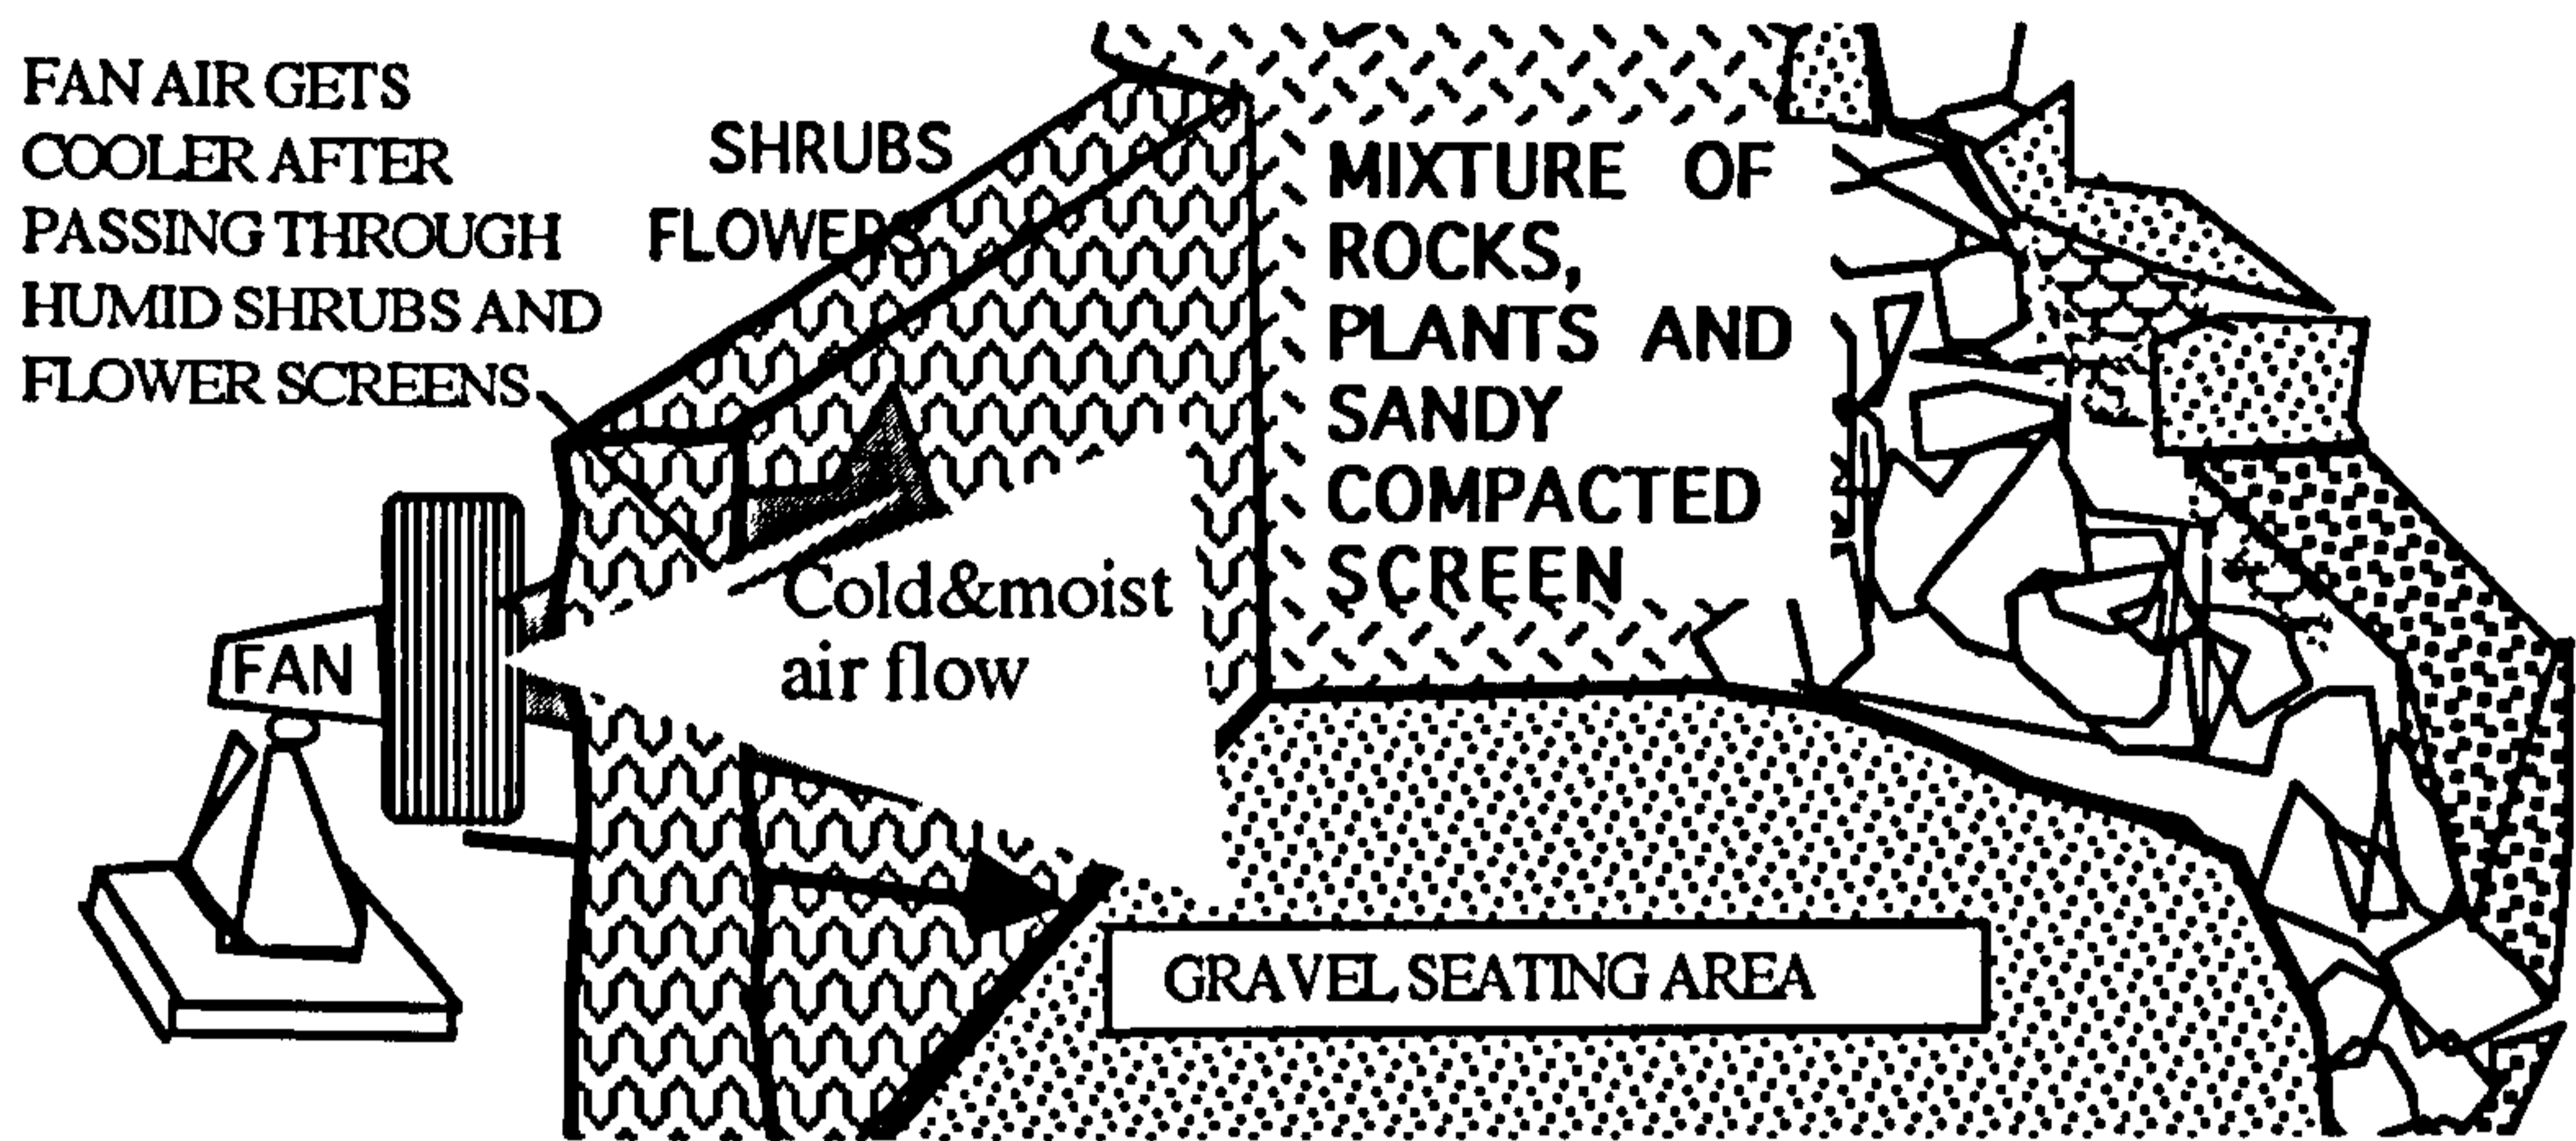 FAN AIR GETS
COOLER AFTER
PASSING THROUGH
HUMID SHRUBS AND
FLOWER SCREENS
SHRUBS
FLOWERS
MIXTURE OF
ROCKS,
PLANTS AND
SANDY
COMPACTED
SCREEN
Cold&moist
air flow
FAN
GRAVEL SEATING AREA